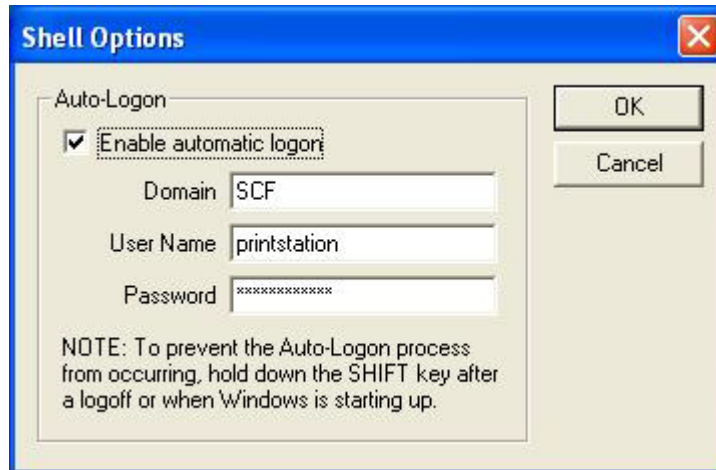 Shell Options
Auto-Logon
Enable automatic logon
OK
Cancel
Domain SCF
User Name printstation
Password ************
NOTE: To prevent the Auto-Logon process
from occurring, hold down the SHIFT key after
a logoff or when Windows is starting up.